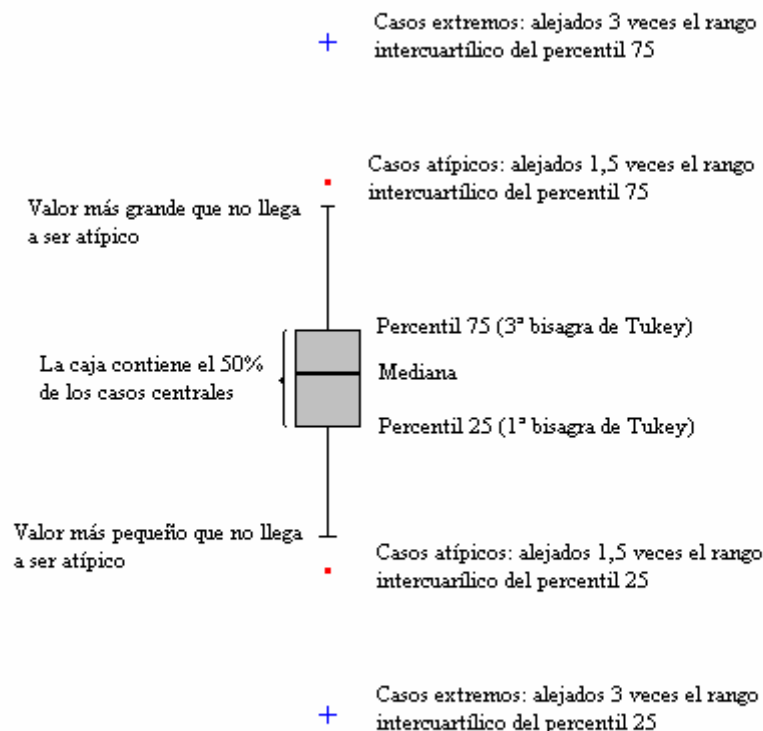 Casos extremos: alejados 3 veces el rango
intercuartílico del percentil 75
Casos atípicos: alejados 1,5 veces el rango
intercuartílico del percentil 75
Valor más grande que no llega
a ser atípico
Percentil 75 (3ª bisagra de Tukey)
La caja contiene el 50%
de los casos centrales
Mediana
Percentil 25 (1ª bisagra de Tukey)
Valor más pequeño que no llega
a ser atípico
Casos atípicos: alejados 1,5 veces el rango
intercuarílico del percentil 25
Casos extremos: alejados 3 veces el rango
intercuartílico del percentil 25